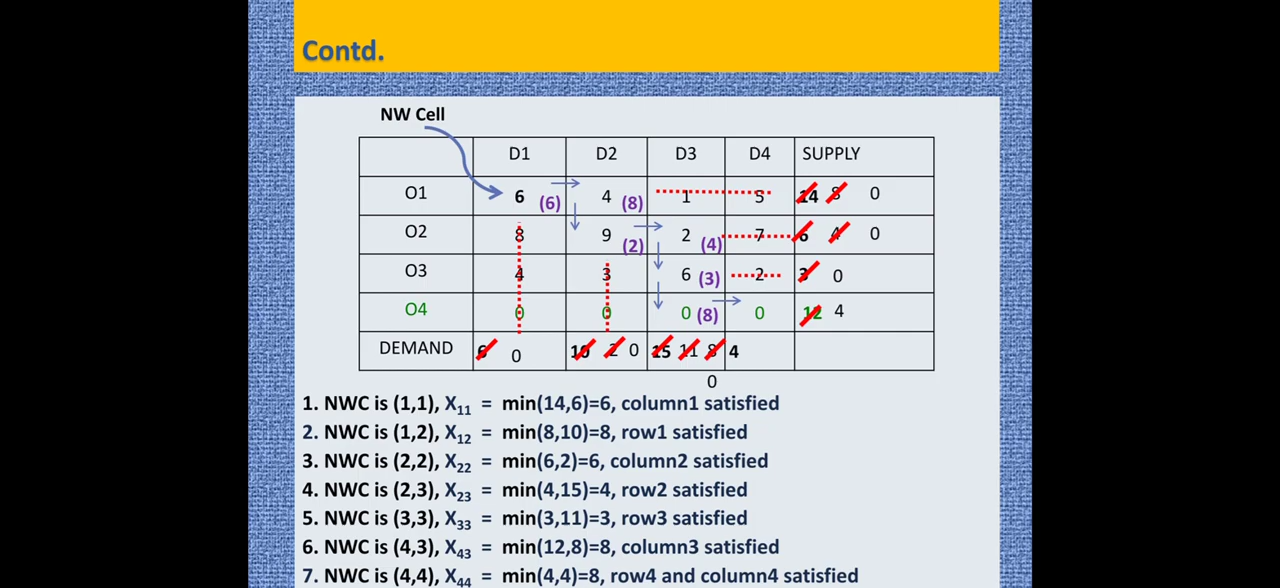 Contd.
NW Cell
D1 D2 D3 D4 SUPPLY
O1 6 (6) 4 (8) 1 5 14 8 0
O2 8 9 (2) 2 (4) 7 6 4 0
O3 4 3 6 (3) 2 3 0
O4 0 0 0 (8) 0 12 4
DEMAND 6 0 10 2 0 15 11 8 4
0
1. NWC is (1,1), X₁₁ = min(14,6)=6, column1 satisfied
2. NWC is (1,2), X₁₂ = min(8,10)=8, row1 satisfied
3. NWC is (2,2), X₂₂ = min(6,2)=6, column2 satisfied
4. NWC is (2,3), X₂₃ = min(4,15)=4, row2 satisfied
5. NWC is (3,3), X₃₃ = min(3,11)=3, row3 satisfied
6. NWC is (4,3), X₄₃ = min(12,8)=8, column3 satisfied
7. NWC is (4,4), X₄₄ = min(4,4)=8, row4 and column4 satisfied